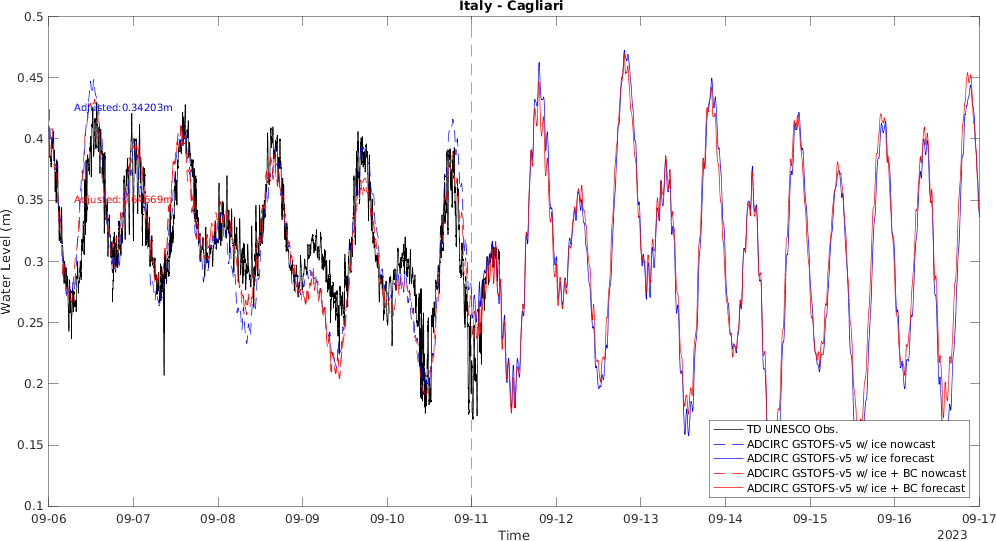 Italy - Cagliari
0.5
0.45
0.4
0.35
0.3
0.25
0.2
0.15
0.1
Water Level (m)
Adjusted:0.34203m
09-06
09-07
09-08
09-09
09-10
09-11
09-12
09-13
09-14
09-15
09-16
09-17
Time
2023
TD UNESCO Obs.
ADCIRC GSTOFS-v5 w/ ice nowcast
ADCIRC GSTOFS-v5 w/ ice forecast
ADCIRC GSTOFS-v5 w/ ice + BC nowcast
ADCIRC GSTOFS-v5 w/ ice + BC forecast